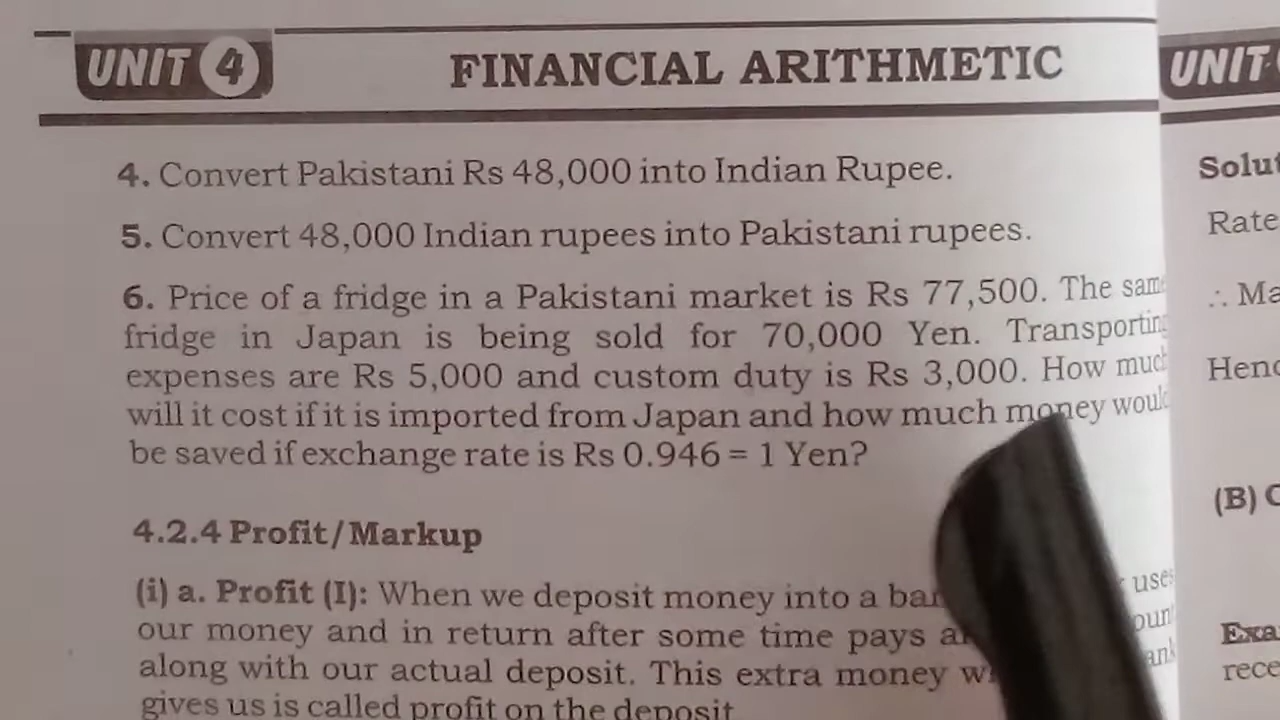 UNIT 4 FINANCIAL ARITHMETIC UNIT
4. Convert Pakistani Rs 48,000 into Indian Rupee.
5. Convert 48,000 Indian rupees into Pakistani rupees.
6. Price of a fridge in a Pakistani market is Rs 77,500. The same
fridge in Japan is being sold for 70,000 Yen. Transporting
expenses are Rs 5,000 and custom duty is Rs 3,000. How much
will it cost if it is imported from Japan and how much money would
be saved if exchange rate is Rs 0.946 = 1 Yen?
4.2.4 Profit/Markup
(i) a. Profit (I): When we deposit money into a uses
our money and in return after some time pays
along with our actual deposit. This extra money
gives us is called profit on the deposit
Rate
∴
(B)